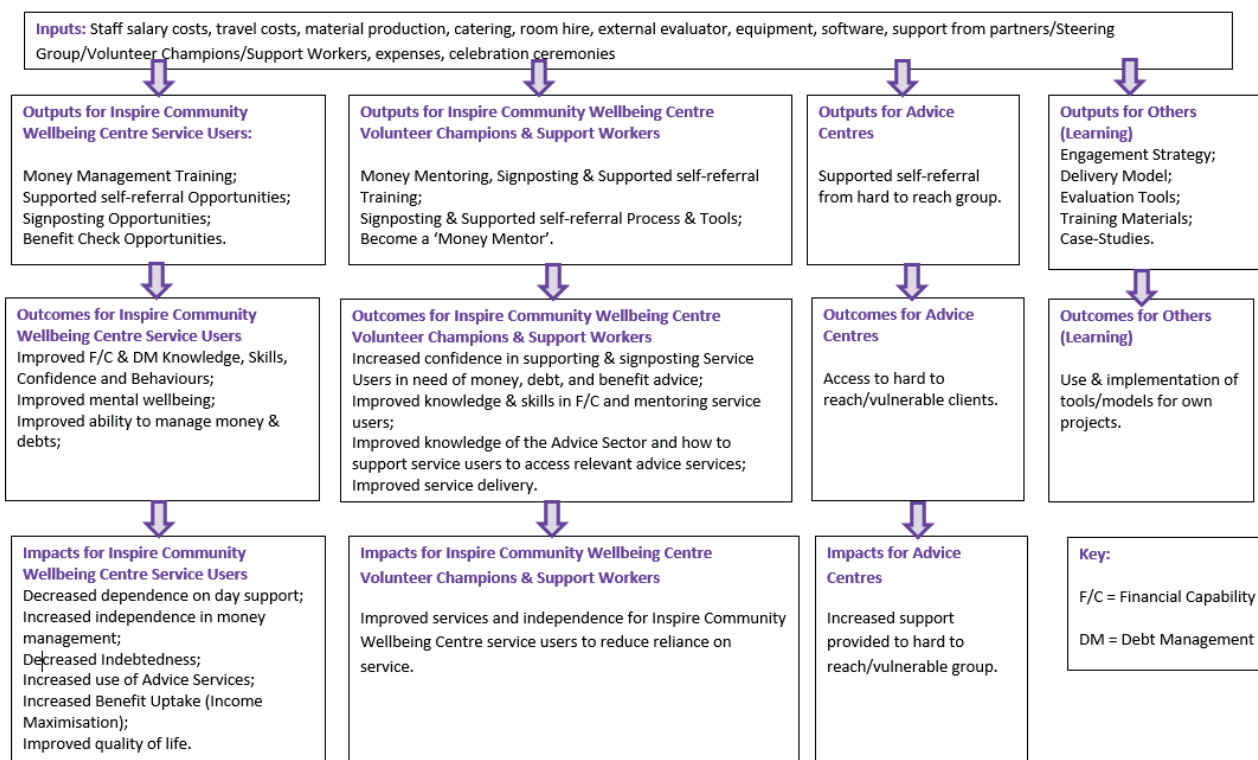 Inputs: Staff salary costs, travel costs, material production, catering, room hire, external evaluator, equipment, software, support from partners/Steering
Group/Volunteer Champions/Support Workers, expenses, celebration ceremonies
Outputs for Inspire Community
Wellbeing Centre Service Users:
Money Management Training;
Supported self-referral Opportunities;
Signposting Opportunities;
Benefit Check Opportunities.
Outputs for Inspire Community Wellbeing Centre
Volunteer Champions & Support Workers
Money Mentoring, Signposting & Supported self-referral
Training;
Signposting & Supported self-referral Process & Tools;
Become a ‘Money Mentor’.
Outputs for Advice
Centres
Supported self-referral
from hard to reach group.
Outputs for Others
(Learning)
Engagement Strategy;
Delivery Model;
Evaluation Tools;
Training Materials;
Case-Studies.
Outcomes for Inspire Community
Wellbeing Centre Service Users
Improved F/C & DM Knowledge, Skills,
Confidence and Behaviours;
Improved mental wellbeing;
Improved ability to manage money &
debts;
Outcomes for Inspire Community Wellbeing Centre
Volunteer Champions & Support Workers
Increased confidence in supporting & signposting Service
Users in need of money, debt, and benefit advice;
Improved knowledge & skills in F/C and mentoring service
users;
Improved knowledge of the Advice Sector and how to
support service users to access relevant advice services;
Improved service delivery.
Outcomes for Advice
Centres
Access to hard to
reach/vulnerable clients.
Outcomes for Others
(Learning)
Use & implementation of
tools/models for own
projects.
Impacts for Inspire Community
Wellbeing Centre Service Users
Decreased dependence on day support;
Increased independence in money
management;
Decreased Indebtedness;
Increased use of Advice Services;
Increased Benefit Uptake (Income
Maximisation);
Improved quality of life.
Impacts for Inspire Community Wellbeing Centre
Volunteer Champions & Support Workers
Improved services and independence for Inspire Community
Wellbeing Centre service users to reduce reliance on
service.
Impacts for Advice
Centres
Increased support
provided to hard to
reach/vulnerable group.
Key:
F/C = Financial Capability
DM = Debt Management